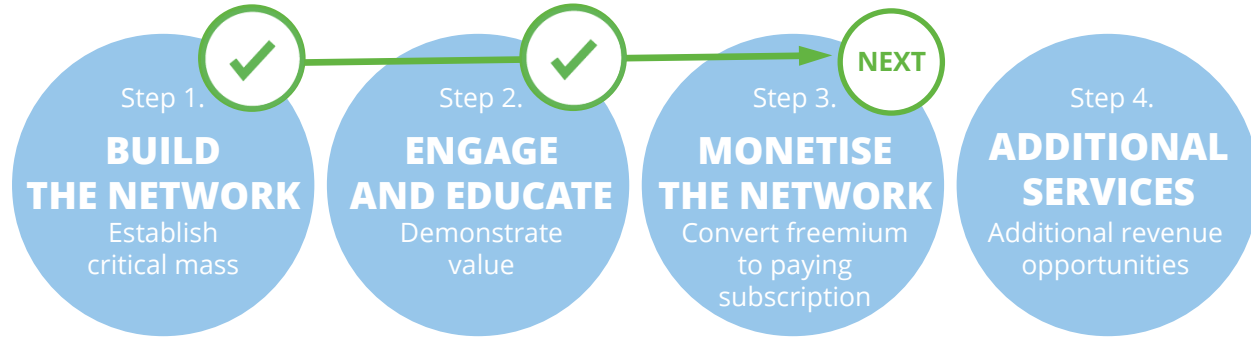 NEXT
Step 1.
BUILD
THE NETWORK
Establish
critical mass
Step 2.
ENGAGE
AND EDUCATE
Demonstrate
value
Step 3.
MONETISE
THE NETWORK
Convert freemium
to paying
subscription
Step 4.
ADDITIONAL
SERVICES
Additional revenue
opportunities